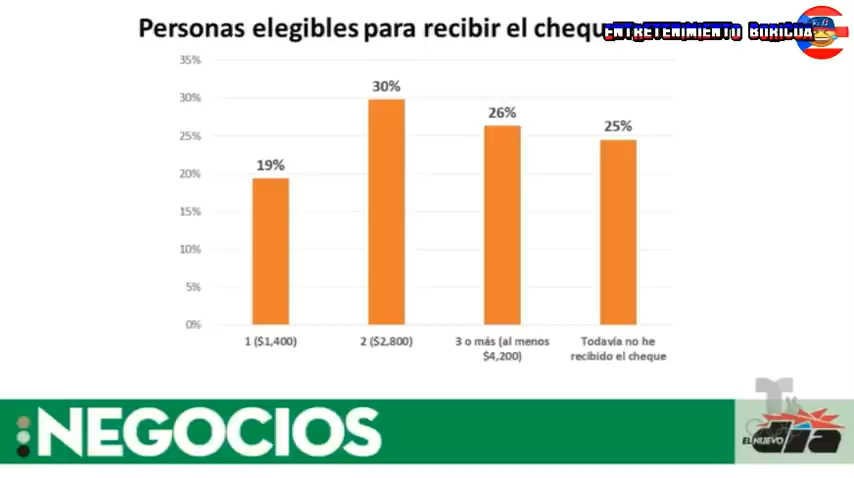 Personas elegibles para recibir el chequ
ENTRETENIMIENTO BORICUA
35%
30%
25%
20%
15%
10%
5%
0%
19%
30%
26%
25%
1 ($1,400)
2 ($2,800)
3 o más (al menos
$4,200)
Todavía no he
recibido el cheque
NEGOCIOS
EL NUEVO
día